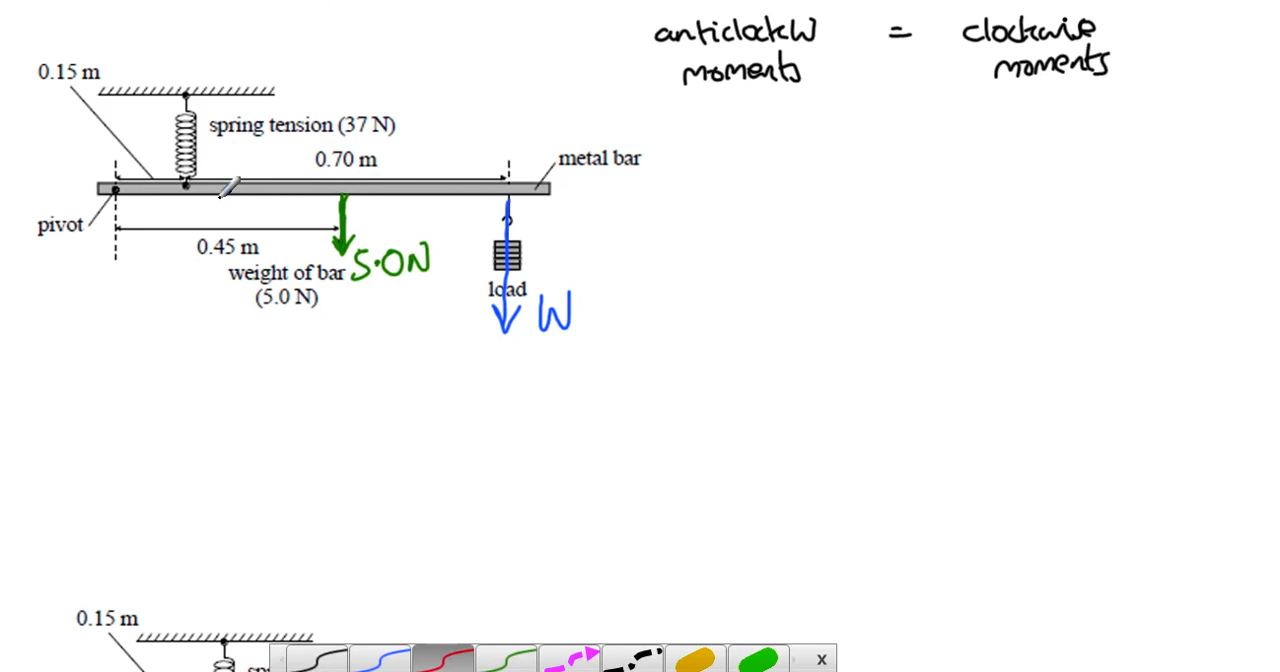 anticlockW = clockwise
moments moments
0.15 m
spring tension (37 N)
0.70 m
metal bar
pivot
0.45 m
weight of bar 5.0N
(5.0 N)
load
W
0.15 m
x